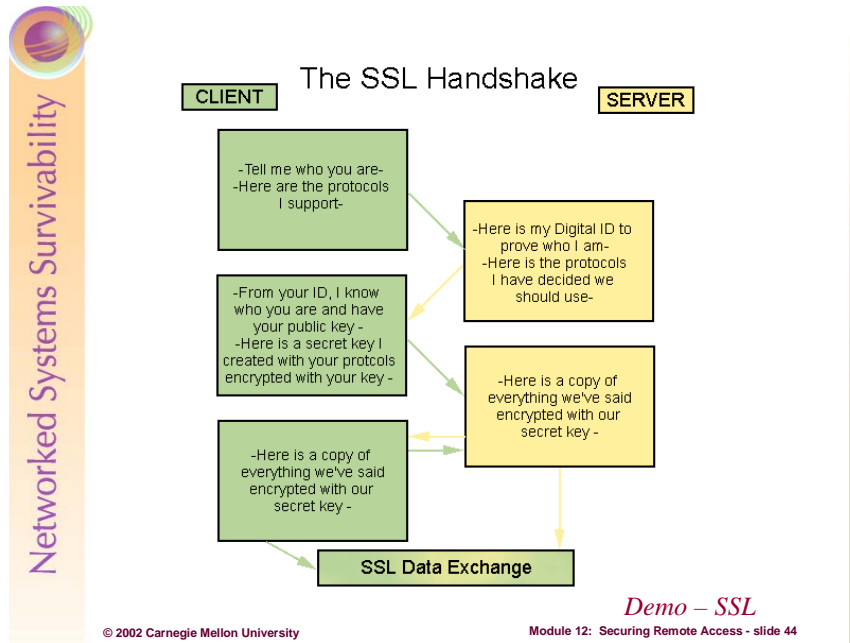 Networked Systems Survivability
The SSL Handshake
CLIENT
SERVER
-Tell me who you are-
-Here are the protocols
I support-
-Here is my Digital ID to
prove who I am-
-Here is the protocols
I have decided we
should use-
-From your ID, I know
who you are and have
your public key -
-Here is a secret key I
created with your protcols
encrypted with your key -
-Here is a copy of
everything we've said
encrypted with our
secret key -
-Here is a copy of
everything we've said
encrypted with our
secret key -
SSL Data Exchange
Demo – SSL
© 2002 Carnegie Mellon University
Module 12: Securing Remote Access - slide 44